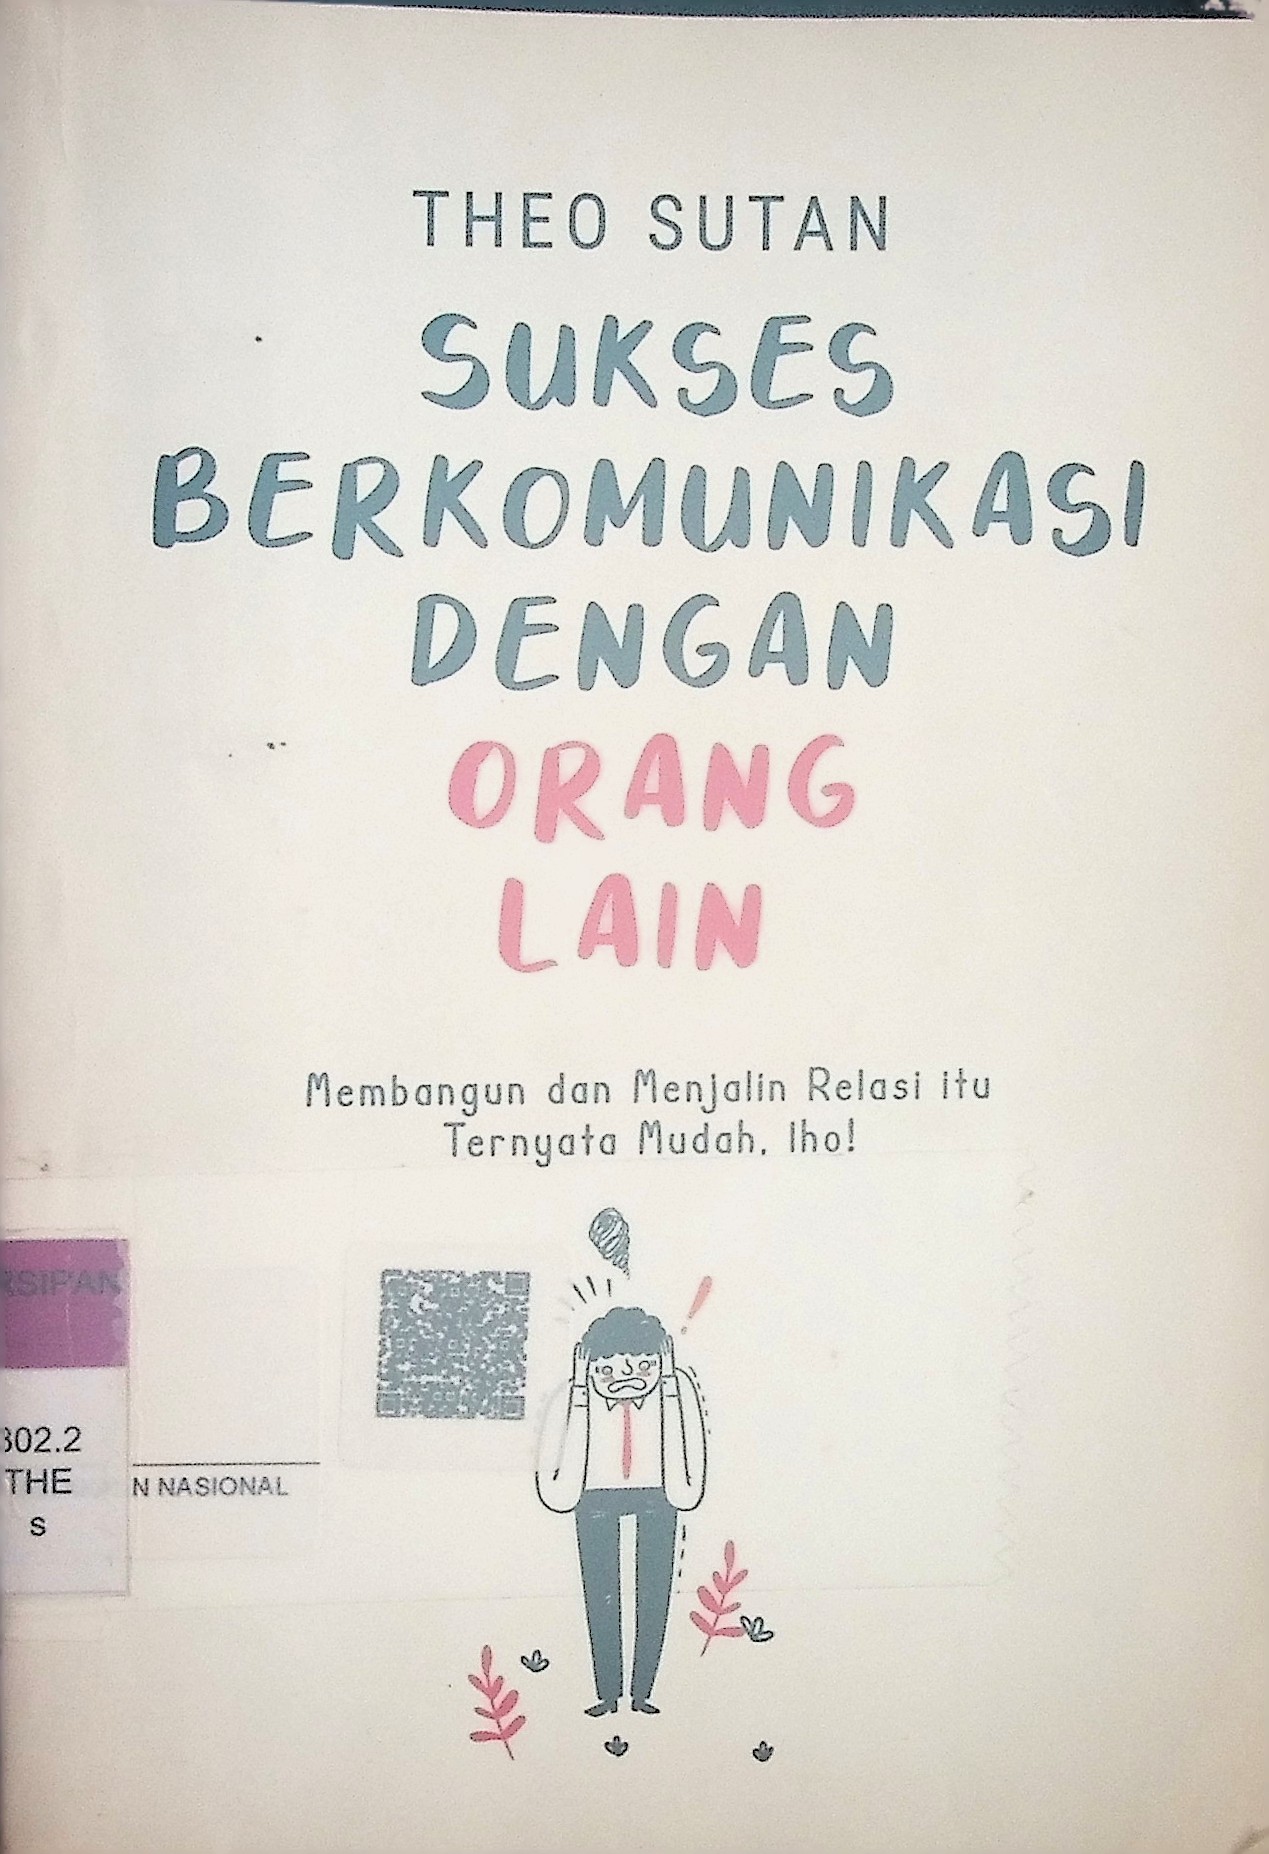 THEO SUTAN
SUKSES
BERKOMUNIKASI
DENGAN
ORANG
LAIN
Membangun dan Menjalin Relasi itu
Ternyata Mudah, lho!
RSIPAN
302.2
THE
s
N NASIONAL